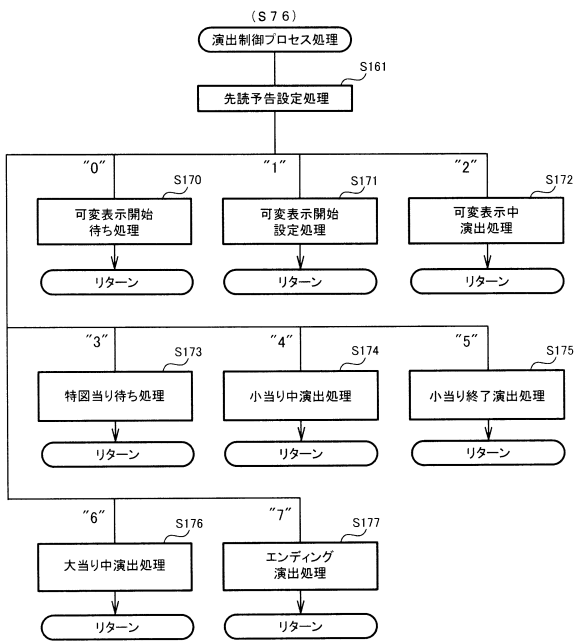 (S76)
演出制御プロセス処理
S161
先読予告設定処理
"0"
"1"
"2"
S170
S171
S172
可変表示開始
待ち処理
可変表示開始
設定処理
可変表示中
演出処理
リターン
リターン
リターン
"3"
"4"
"5"
S173
S174
S175
特図当り待ち処理
小当り中演出処理
小当り終了演出処理
リターン
リターン
リターン
"6"
"7"
S176
S177
大当り中演出処理
エンディング
演出処理
リターン
リターン